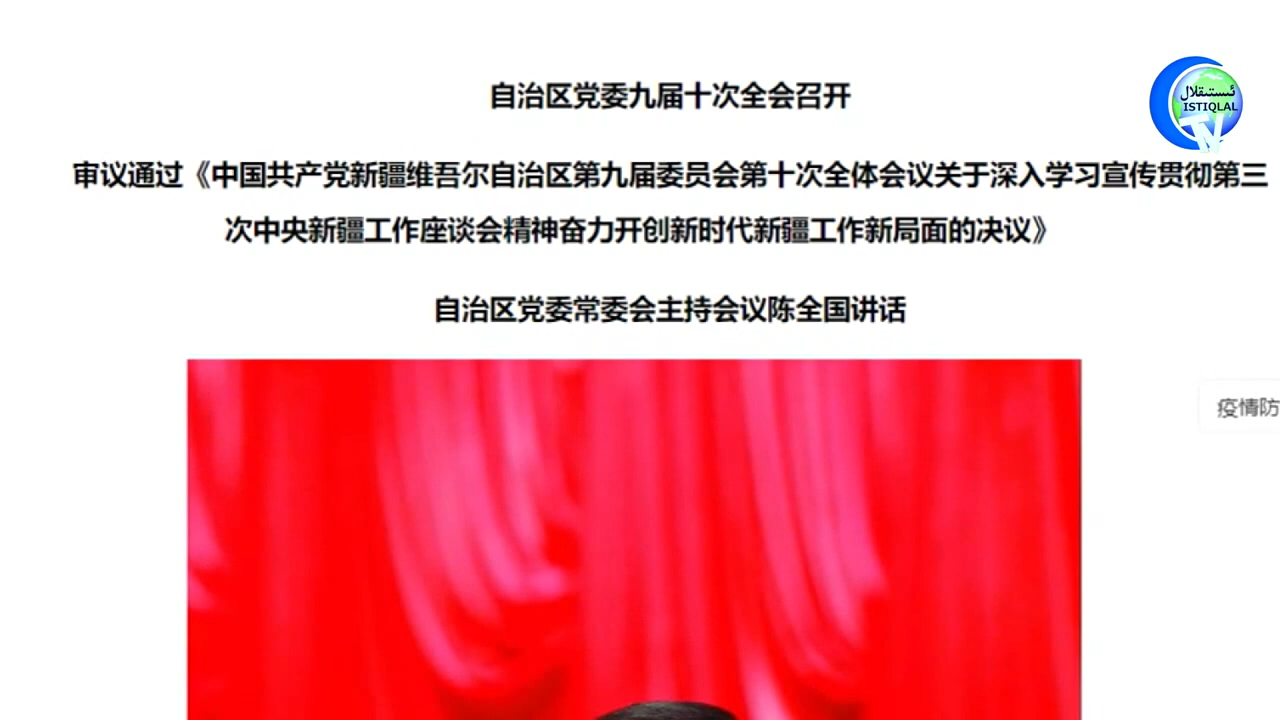 自治区党委九届十次全会召开
ئىستىقلال
ISTIQLAL
TV
审议通过《中国共产党新疆维吾尔自治区第九届委员会第十次全体会议关于深入学习宣传贯彻第三
次中央新疆工作座谈会精神奋力开创新时代新疆工作新局面的决议》
自治区党委常委会主持会议陈全国讲话
疫情防